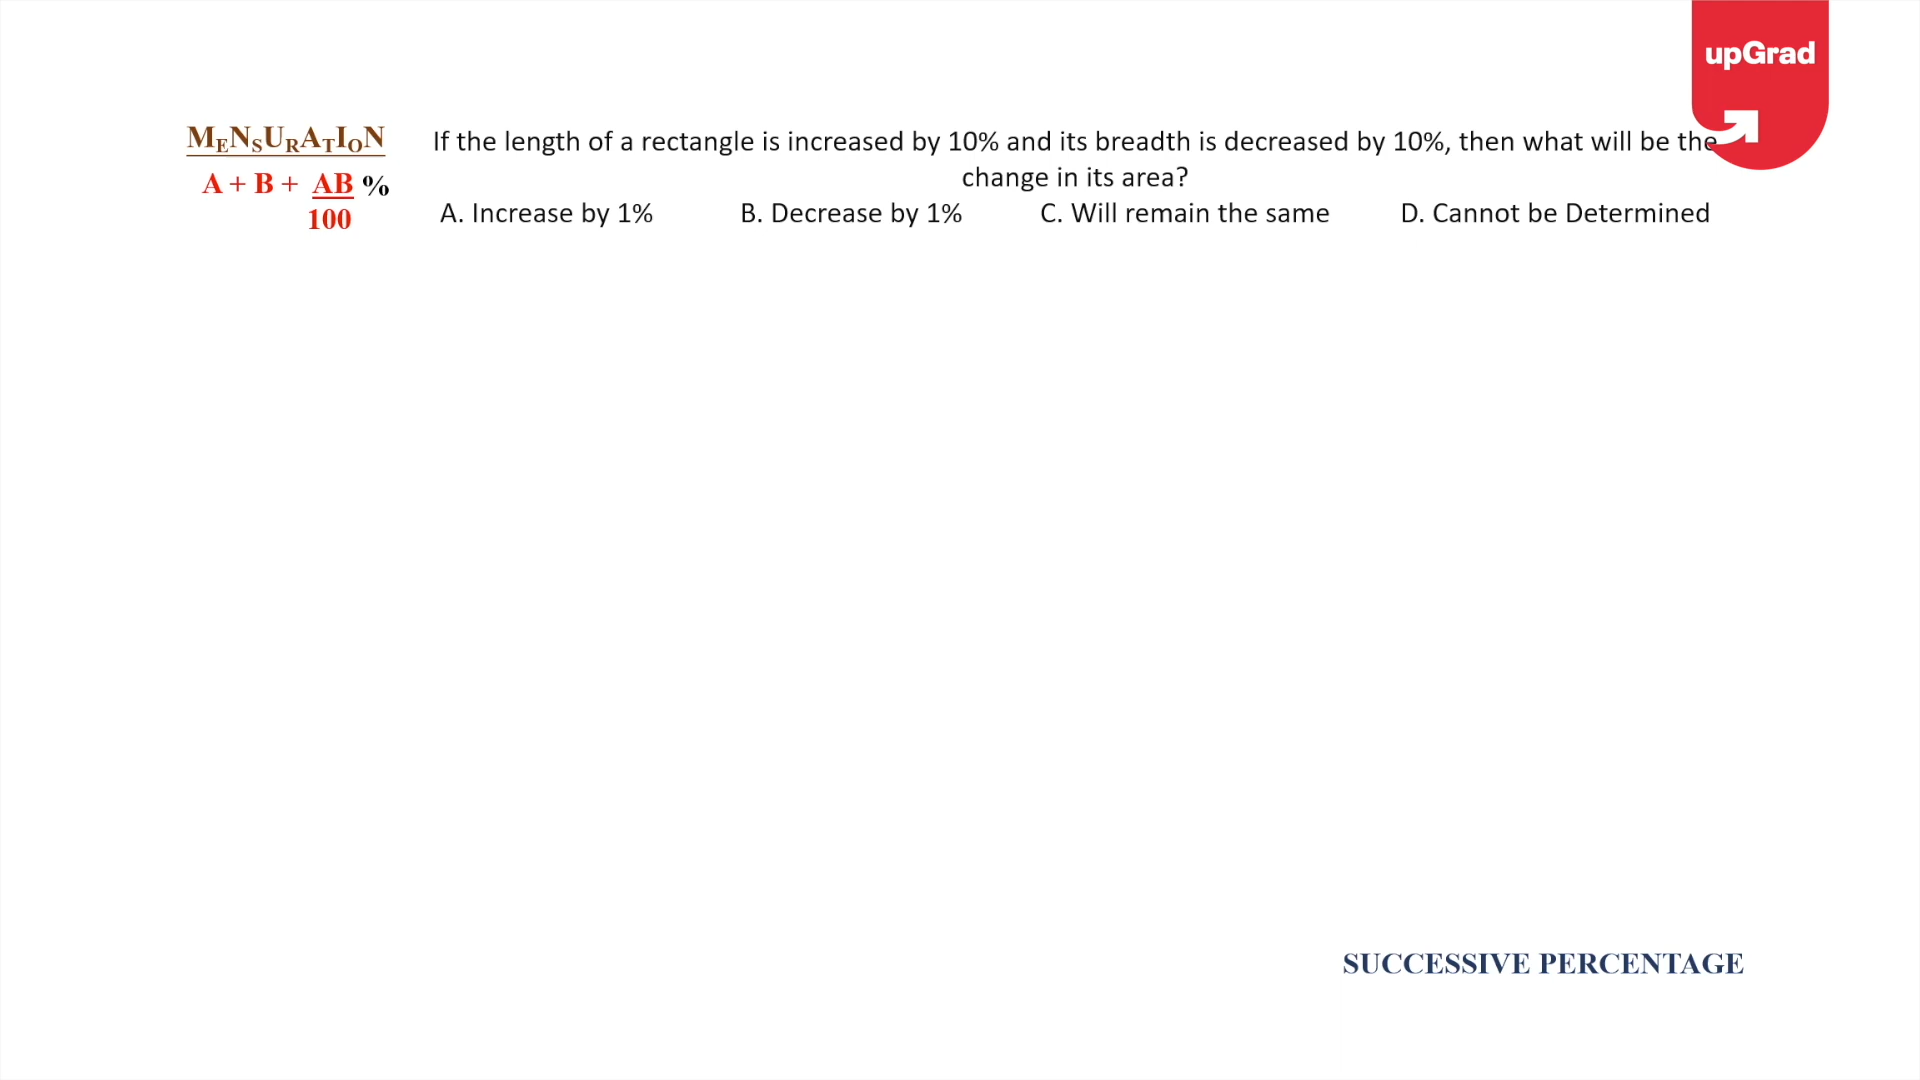 upGrad
MENSURATION
A + B + AB %
100
If the length of a rectangle is increased by 10% and its breadth is decreased by 10%, then what will be the
change in its area?
A. Increase by 1% B. Decrease by 1% C. Will remain the same D. Cannot be Determined
SUCCESSIVE PERCENTAGE